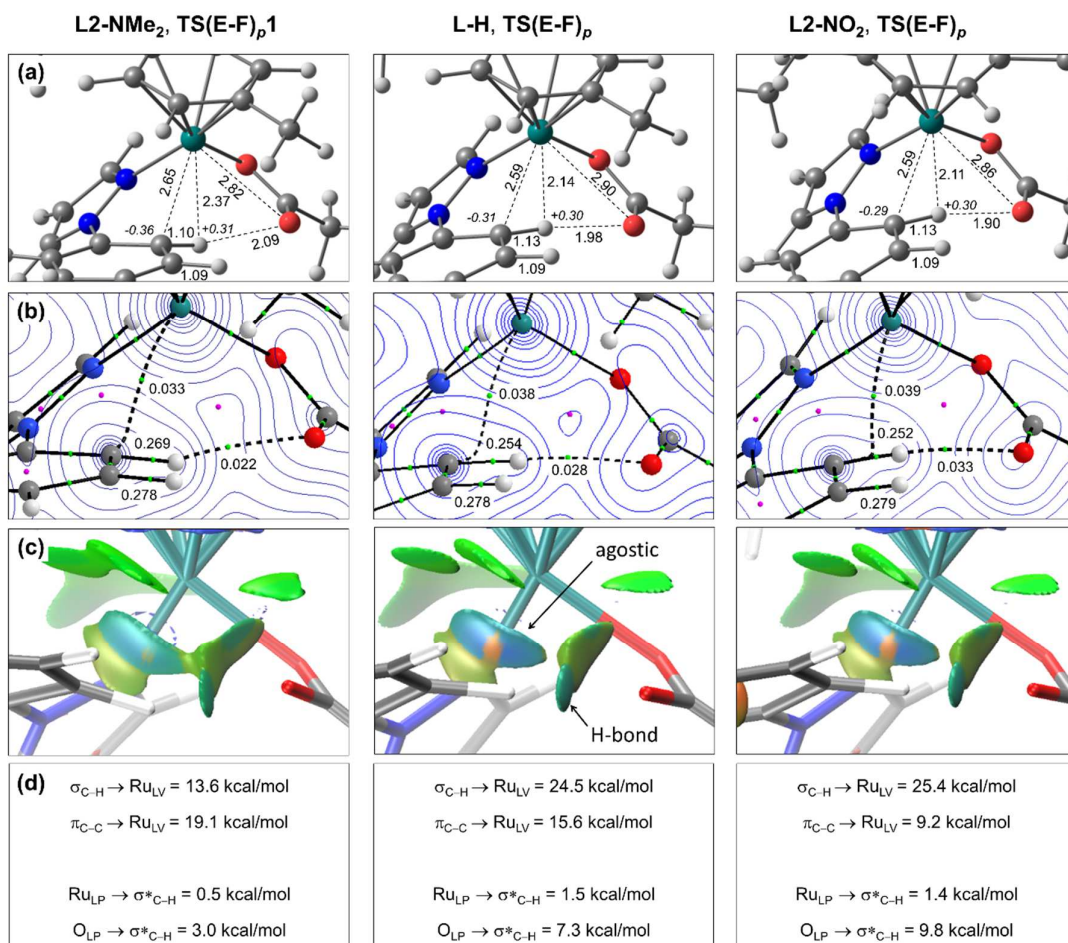 L2-NMe₂, TS(E-F)ₚ1 L-H, TS(E-F)ₚ L2-NO₂, TS(E-F)ₚ
(a)
2.65 2.82 2.37 -0.36 1.10 +0.31 2.09 1.09
2.59 2.14 2.90 -0.31 +0.30 1.13 1.98 1.09
2.59 2.11 2.86 -0.29 +0.30 1.13 1.90 1.09
(b)
0.033 0.269 0.022 0.278
0.038 0.254 0.028 0.278
0.039 0.252 0.033 0.279
(c)
agostic
H-bond
(d)
σC–H → RuLV = 13.6 kcal/mol σC–H → RuLV = 24.5 kcal/mol σC–H → RuLV = 25.4 kcal/mol
πC–C → RuLV = 19.1 kcal/mol πC–C → RuLV = 15.6 kcal/mol πC–C → RuLV = 9.2 kcal/mol
RuLP → σ*C–H = 0.5 kcal/mol RuLP → σ*C–H = 1.5 kcal/mol RuLP → σ*C–H = 1.4 kcal/mol
OLP → σ*C–H = 3.0 kcal/mol OLP → σ*C–H = 7.3 kcal/mol OLP → σ*C–H = 9.8 kcal/mol